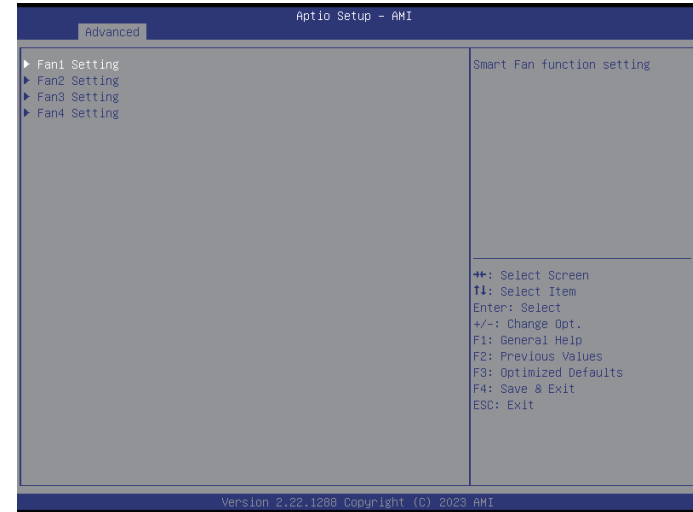 Aptio Setup - AMI
Advanced
▶ Fan1 Setting
▶ Fan2 Setting
▶ Fan3 Setting
▶ Fan4 Setting
Smart Fan function setting
→←: Select Screen
↑↓: Select Item
Enter: Select
+/-: Change Opt.
F1: General Help
F2: Previous Values
F3: Optimized Defaults
F4: Save & Exit
ESC: Exit
Version 2.22.1288 Copyright (C) 2023 AMI